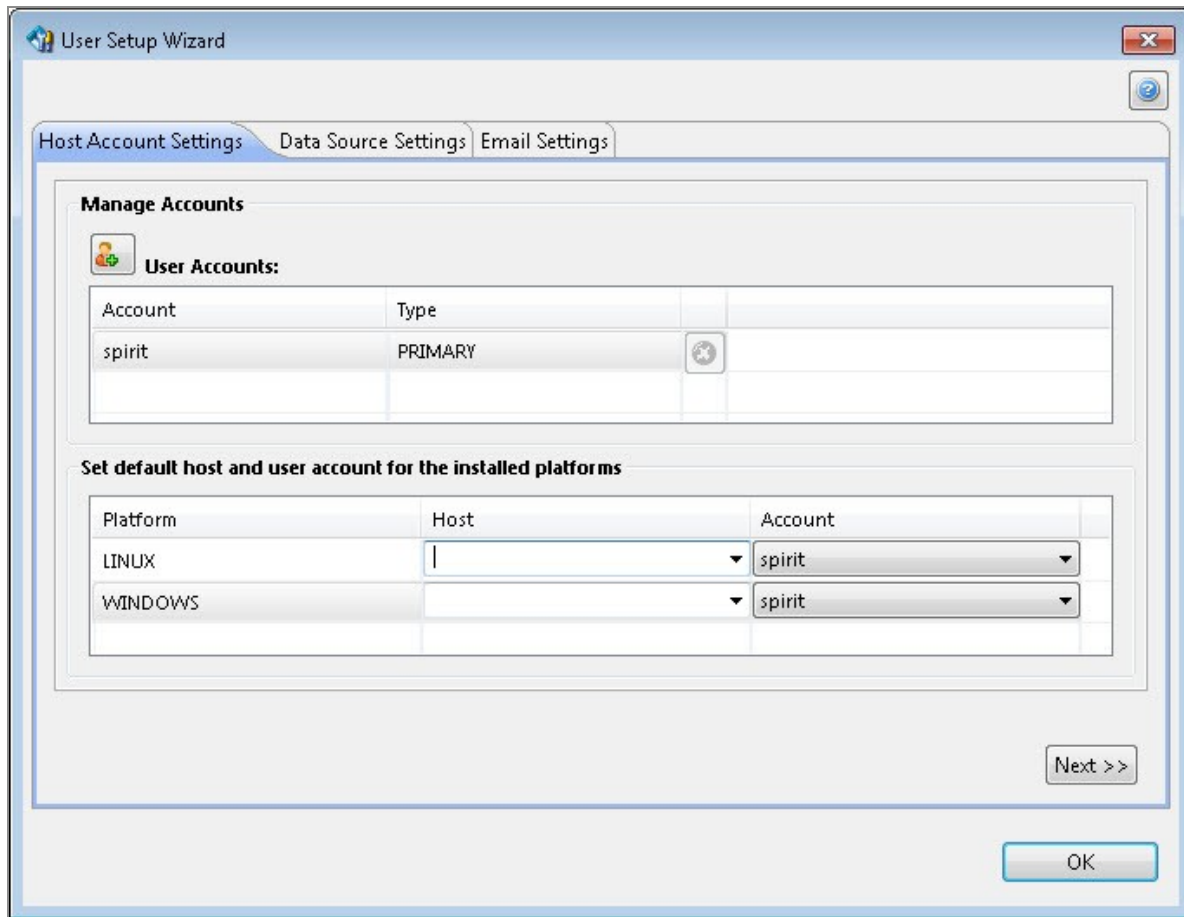 User Setup Wizard
Host Account Settings Data Source Settings Email Settings
Manage Accounts
User Accounts:
Account Type
spirit PRIMARY
Set default host and user account for the installed platforms
Platform Host Account
LINUX spirit
WINDOWS spirit
Next >>
OK